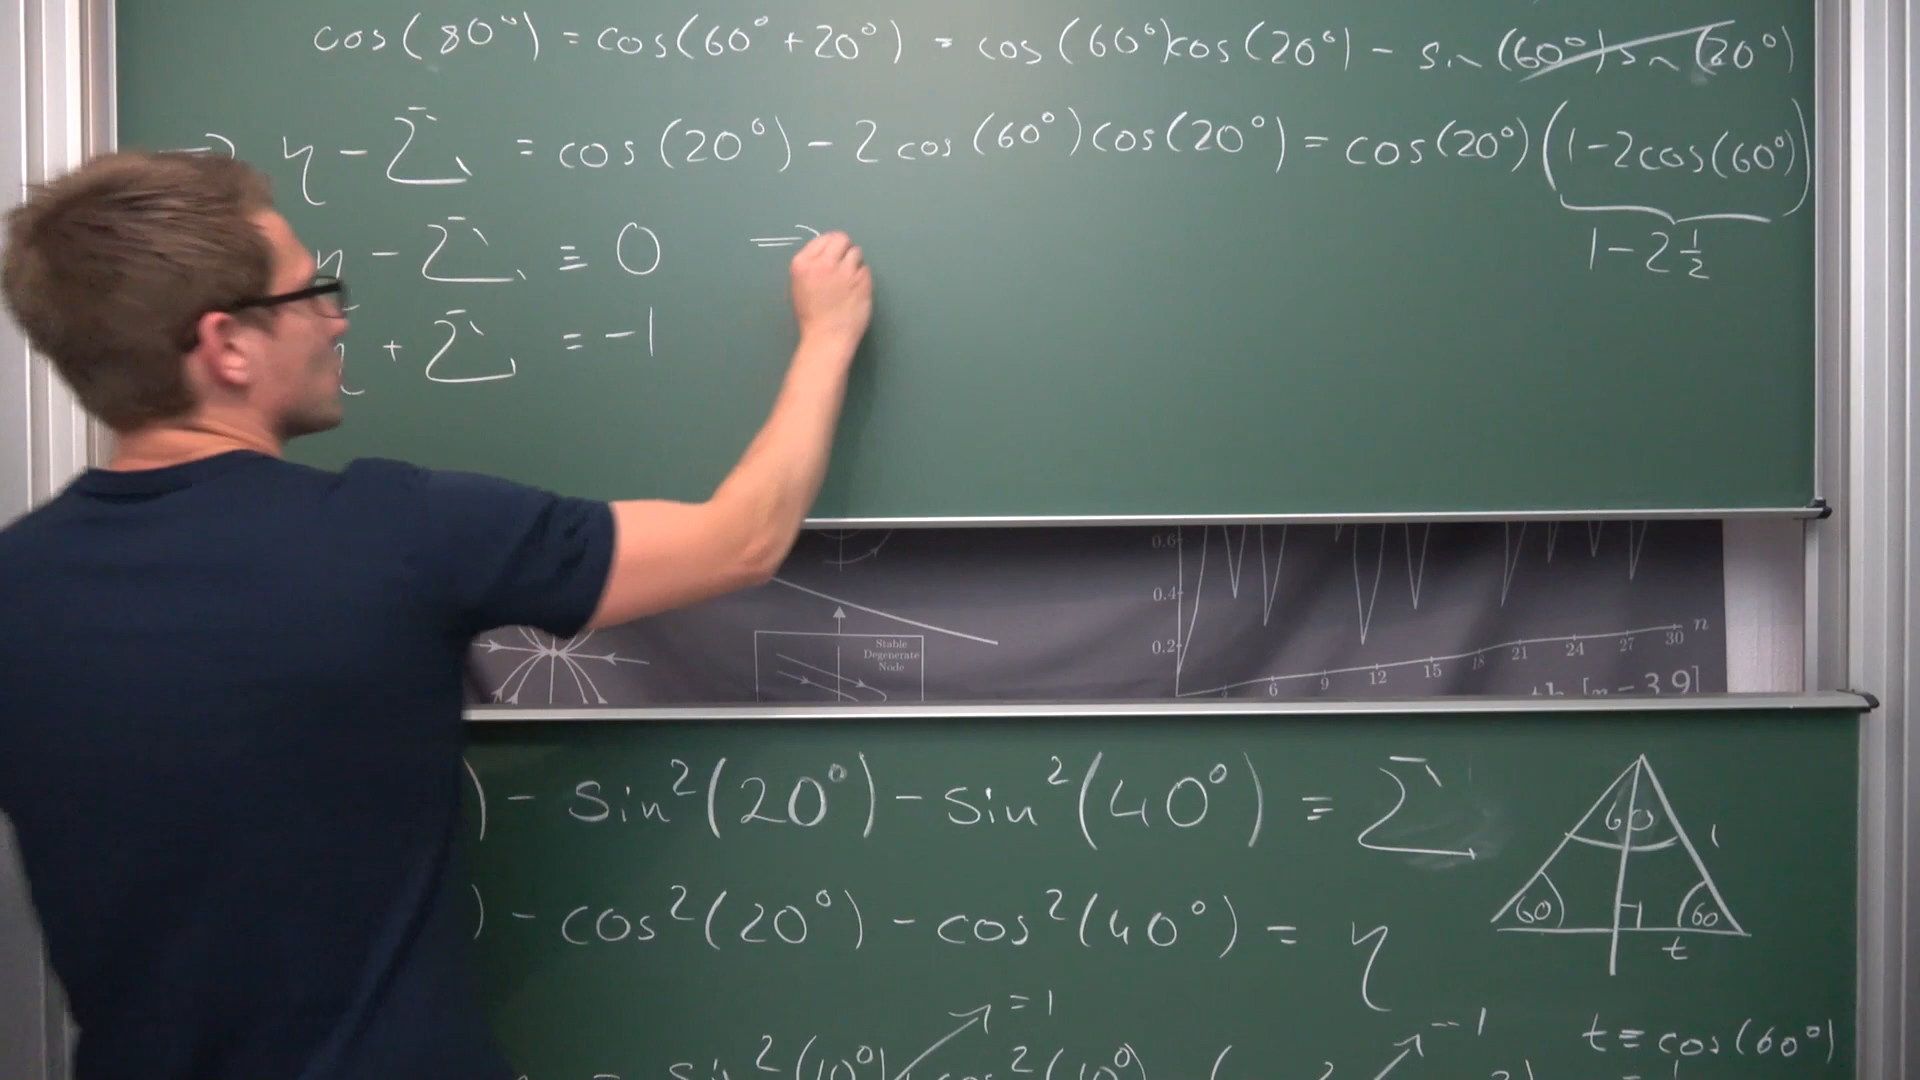 cos(80°) = cos(60° + 20°) = cos(60°)cos(20°) - sin(60°)sin(20°)
=> η - Σ = cos(20°) - 2cos(60°)cos(20°) = cos(20°)(1-2cos(60°))
1-2 1/2
η - Σ = 0 =>
η + Σ = -1
0.6
0.4
0.2
Stable
Degenerate
Node
6 9 12 15 18 21 24 27 30 n
) - sin²(20°) - sin²(40°) = Σ
) - cos²(20°) - cos²(40°) = η
60
1
60
60
t
= 1
-1
t = cos(60°)